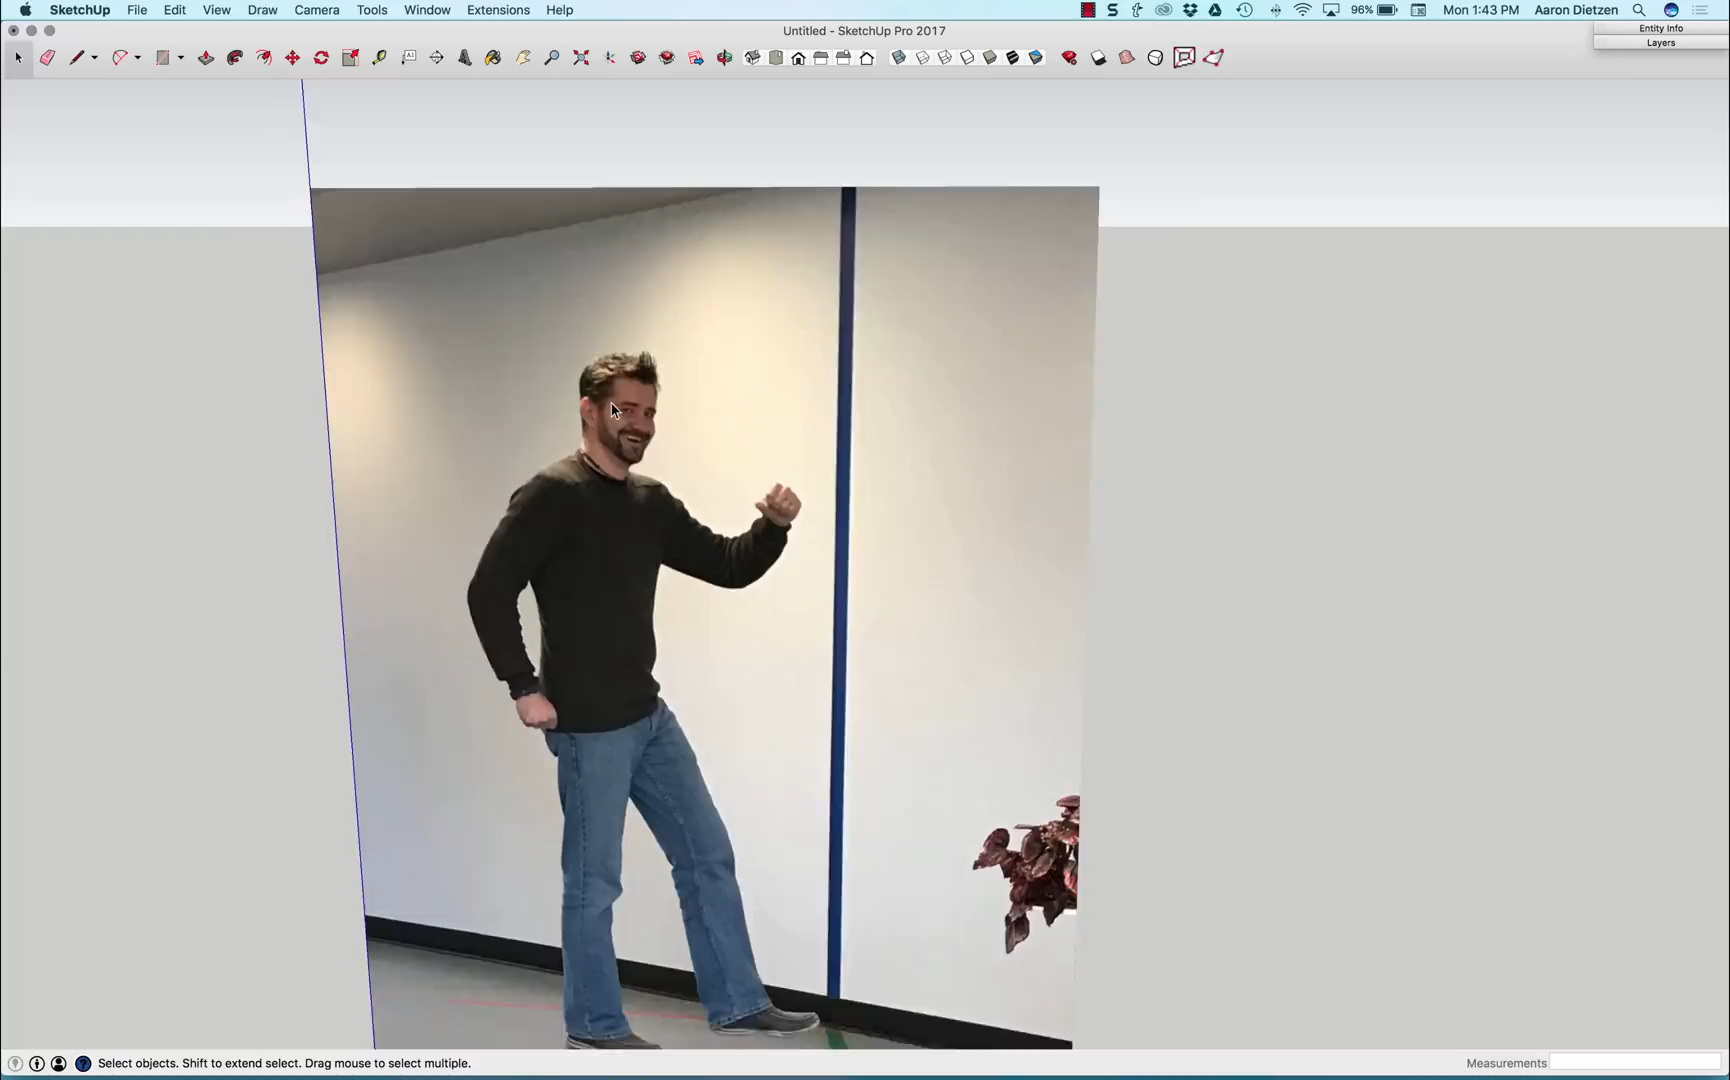 SketchUp File Edit View Draw Camera Tools Window Extensions Help
96% Mon 1:43 PM Aaron Dietzen
Untitled - SketchUp Pro 2017
Entity Info
Layers
Select objects. Shift to extend select. Drag mouse to select multiple.
Measurements